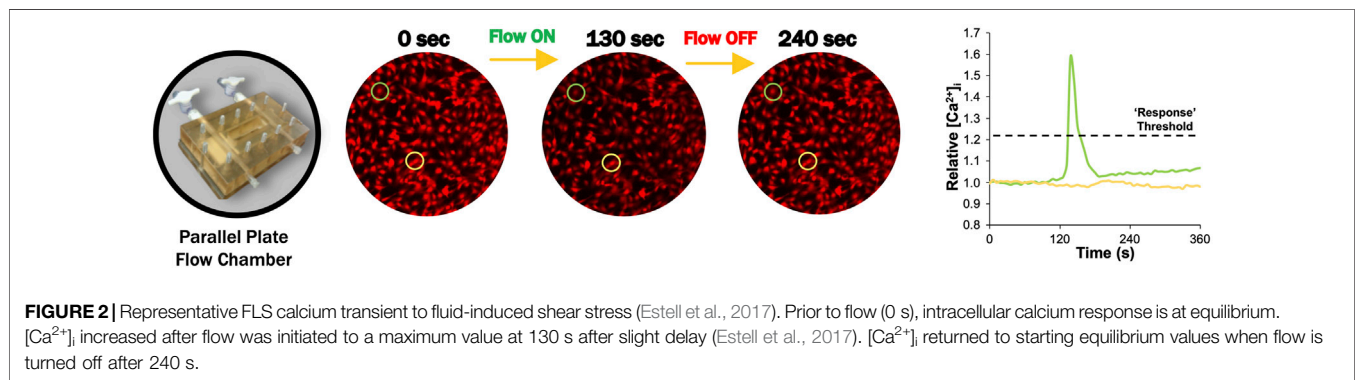 0 sec
Flow ON
130 sec
Flow OFF
240 sec
Parallel Plate
Flow Chamber
1.7
1.6
1.5
1.4
1.3
1.2
1.1
1.0
0.9
0.8
Relative [Ca²⁺]ᵢ
'Response'
Threshold
0
120
240
360
Time (s)
FIGURE 2 | Representative FLS calcium transient to fluid-induced shear stress (Estell et al., 2017). Prior to flow (0 s), intracellular calcium response is at equilibrium.
[Ca²⁺]ᵢ increased after flow was initiated to a maximum value at 130 s after slight delay (Estell et al., 2017). [Ca²⁺]ᵢ returned to starting equilibrium values when flow is
turned off after 240 s.